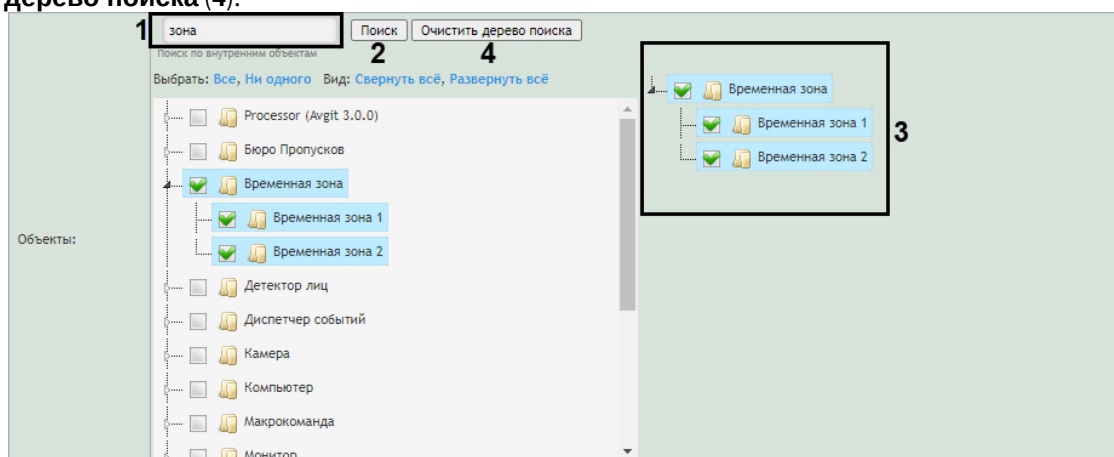 дерево поиска (4).
1 зона Поиск Очистить дерево поиска
Поиск по внутренним объектам 2 4
Выбрать: Все, Ни одного Вид: Свернуть всё, Развернуть всё
Processor (Avgit 3.0.0)
Бюро Пропусков
Временная зона
Временная зона 1
Временная зона 2
Объекты:
Детектор лиц
Диспетчер событий
Камера
Компьютер
Макрокоманда
Монитор
Временная зона
Временная зона 1
3
Временная зона 2